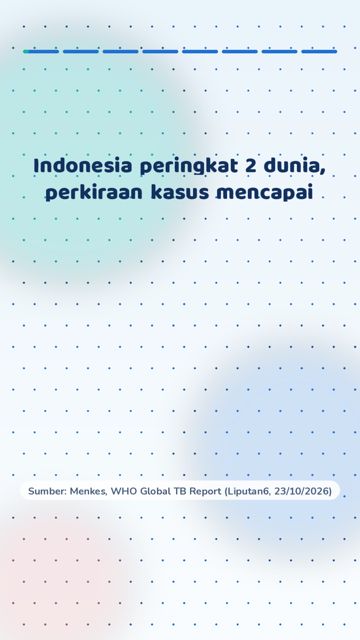 Indonesia peringkat 2 dunia,
perkiraan kasus mencapai
Sumber: Menkes, WHO Global TB Report (Liputan6, 23/10/2026)